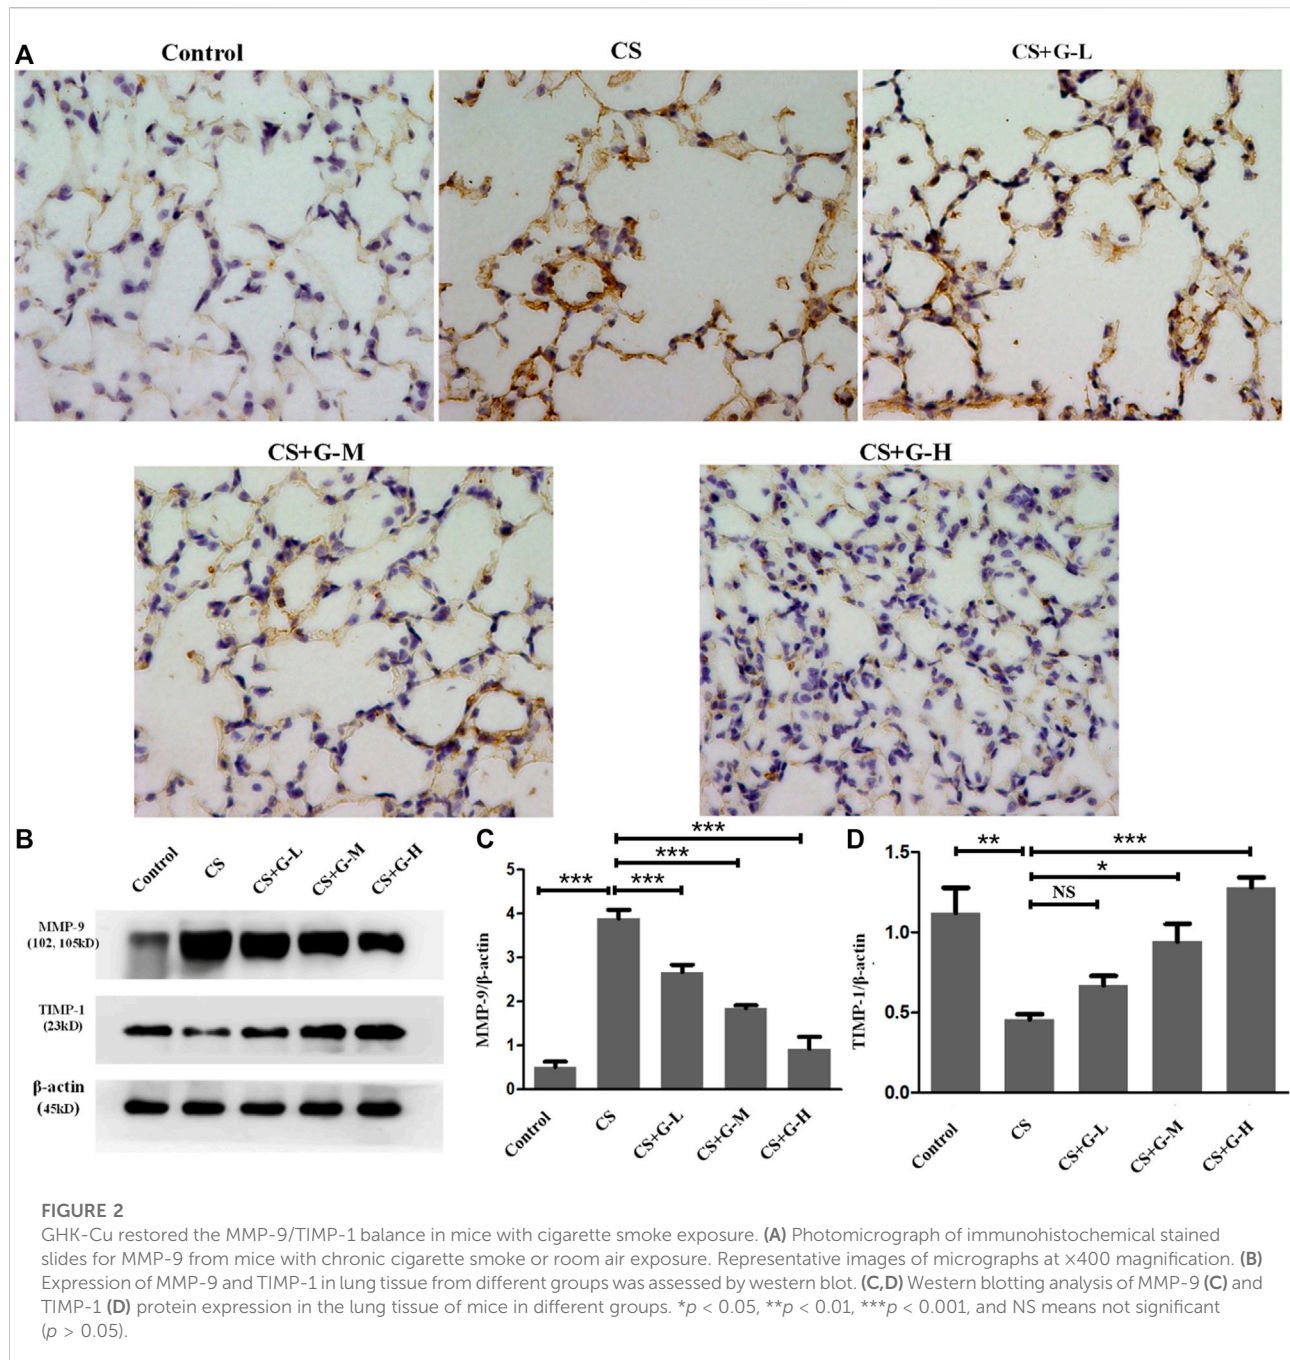 A
Control
CS
CS+G-L
CS+G-M
CS+G-H
B
Control
CS
CS+G-L
CS+G-M
CS+G-H
MMP-9
(102, 105kD)
TIMP-1
(23kD)
β-actin
(45kD)
C
***
***
***
***
MMP-9/β-actin
5
4
3
2
1
0
Control
CS
CS+G-L
CS+G-M
CS+G-H
D
**
***
*
NS
TIMP-1/β-actin
1.5
1.0
0.5
0.0
Control
CS
CS+G-L
CS+G-M
CS+G-H
FIGURE 2
GHK-Cu restored the MMP-9/TIMP-1 balance in mice with cigarette smoke exposure. (A) Photomicrograph of immunohistochemical stained
slides for MMP-9 from mice with chronic cigarette smoke or room air exposure. Representative images of micrographs at ×400 magnification. (B)
Expression of MMP-9 and TIMP-1 in lung tissue from different groups was assessed by western blot. (C,D) Western blotting analysis of MMP-9 (C) and
TIMP-1 (D) protein expression in the lung tissue of mice in different groups. *p < 0.05, **p < 0.01, ***p < 0.001, and NS means not significant
(p > 0.05).